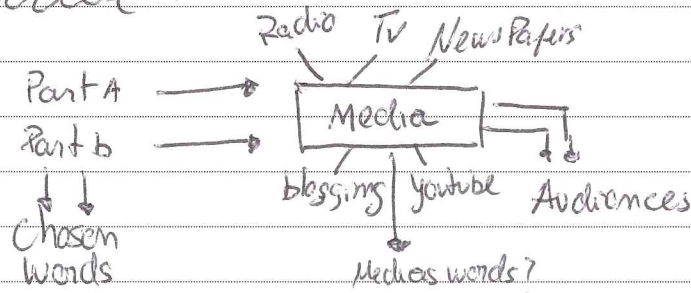 Radio TV NewsPapers
Part A
Media
Part b
blogging youtube Audiences
Chosen
words
Medias words?